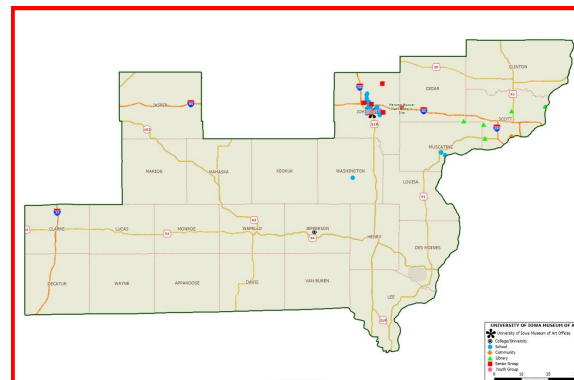 CLINTON
CEDAR
JASPER
JOHNSON
SCOTT
MUSCATINE
MARION
MAHASKA
KEOKUK
WASHINGTON
LOUISA
CLARKE
LUCAS
MONROE
WAPELLO
JEFFERSON
HENRY
DES MOINES
DECATUR
WAYNE
APPANOOSE
DAVIS
VAN BUREN
LEE
UNIVERSITY OF IOWA MUSEUM OF A
University of Iowa Museum of Art Offices
College/University
School
Community
Library
Senior Group
Youth Group
0 10 20